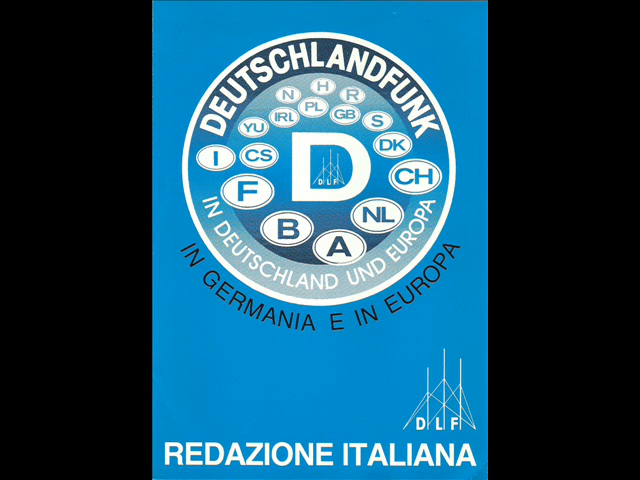 DEUTSCHLANDFUNK
N H R
IRL PL GB S
YU DK
I CS CH
F D
DLF
B NL
A
IN DEUTSCHLAND UND EUROPA
IN GERMANIA E IN EUROPA
DLF
REDAZIONE ITALIANA